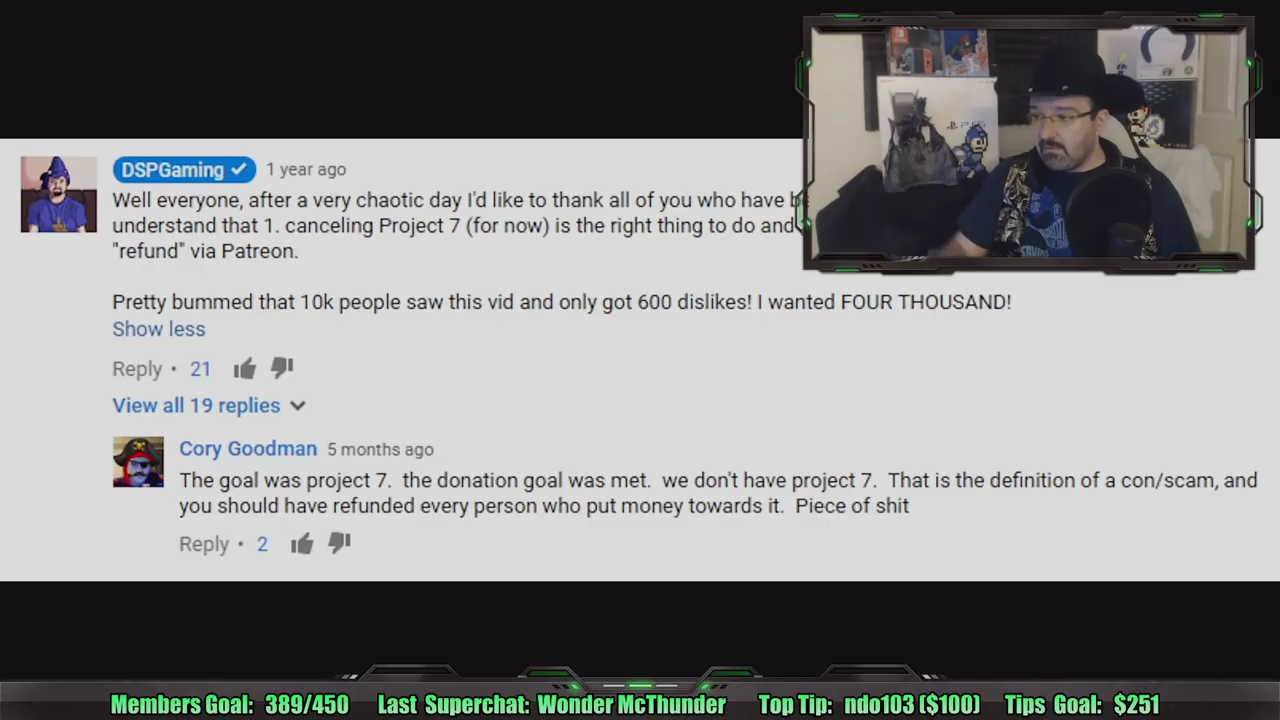 DSPGaming 1 year ago
Well everyone, after a very chaotic day I'd like to thank all of you who have
understand that 1. canceling Project 7 (for now) is the right thing to do and
"refund" via Patreon.
Pretty bummed that 10k people saw this vid and only got 600 dislikes! I wanted FOUR THOUSAND!
Show less
Reply • 21
View all 19 replies
Cory Goodman 5 months ago
The goal was project 7. the donation goal was met. we don't have project 7. That is the definition of a con/scam, and
you should have refunded every person who put money towards it. Piece of shit
Reply • 2
Members Goal: 389/450 Last Superchat: Wonder McThunder Top Tip: ndo103 ($100) Tips Goal: $251